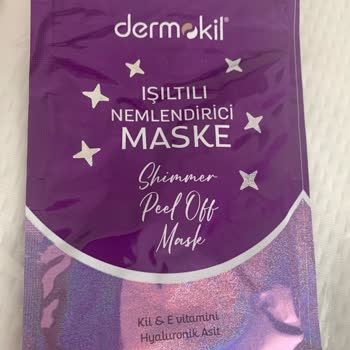 dermokil®
IŞILTILI
NEMLENDİRİCİ
MASKE
Shimmer
Peel Off
Mask
Kil & E vitamini
Hyaluronik Asit